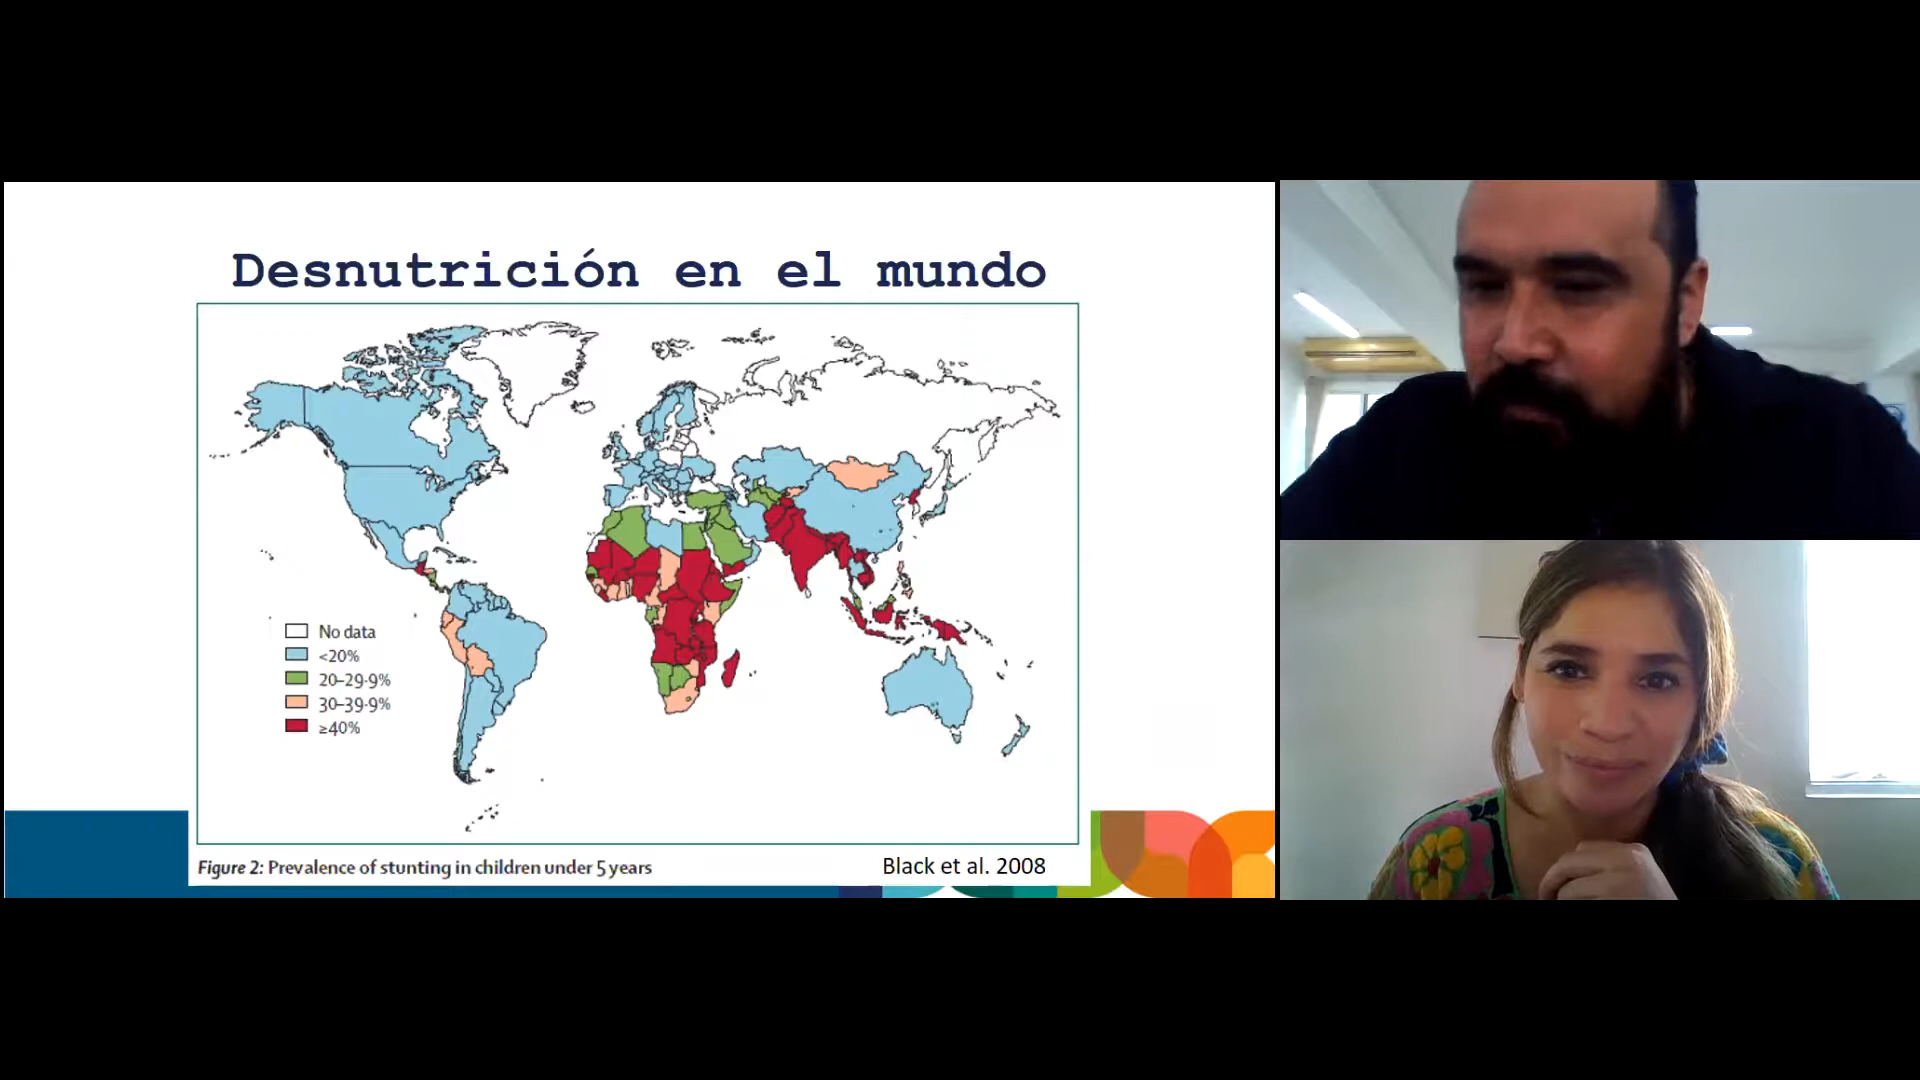 Desnutrición en el mundo
No data
<20%
20–29·9%
30–39·9%
≥40%
Figure 2: Prevalence of stunting in children under 5 years
Black et al. 2008